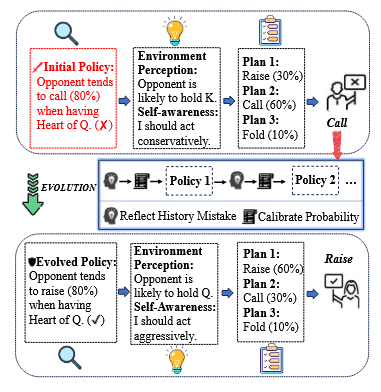 Initial Policy:
Opponent tends
to call (80%)
when having
Heart of Q. (✗)
Environment
Perception:
Opponent is
likely to hold K.
Self-awareness:
I should act
conservatively.
Plan 1:
Raise (30%)
Plan 2:
Call (60%)
Plan 3:
Fold (10%)
Call
EVOLUTION
Policy 1
Policy 2 ...
Reflect History Mistake
Calibrate Probability
Evolved Policy:
Opponent tends
to raise (80%)
when having
Heart of Q. (✓)
Environment
Perception:
Opponent is
likely to hold Q.
Self-Awareness:
I should act
aggressively.
Plan 1:
Raise (60%)
Plan 2:
Call (30%)
Plan 3:
Fold (10%)
Raise